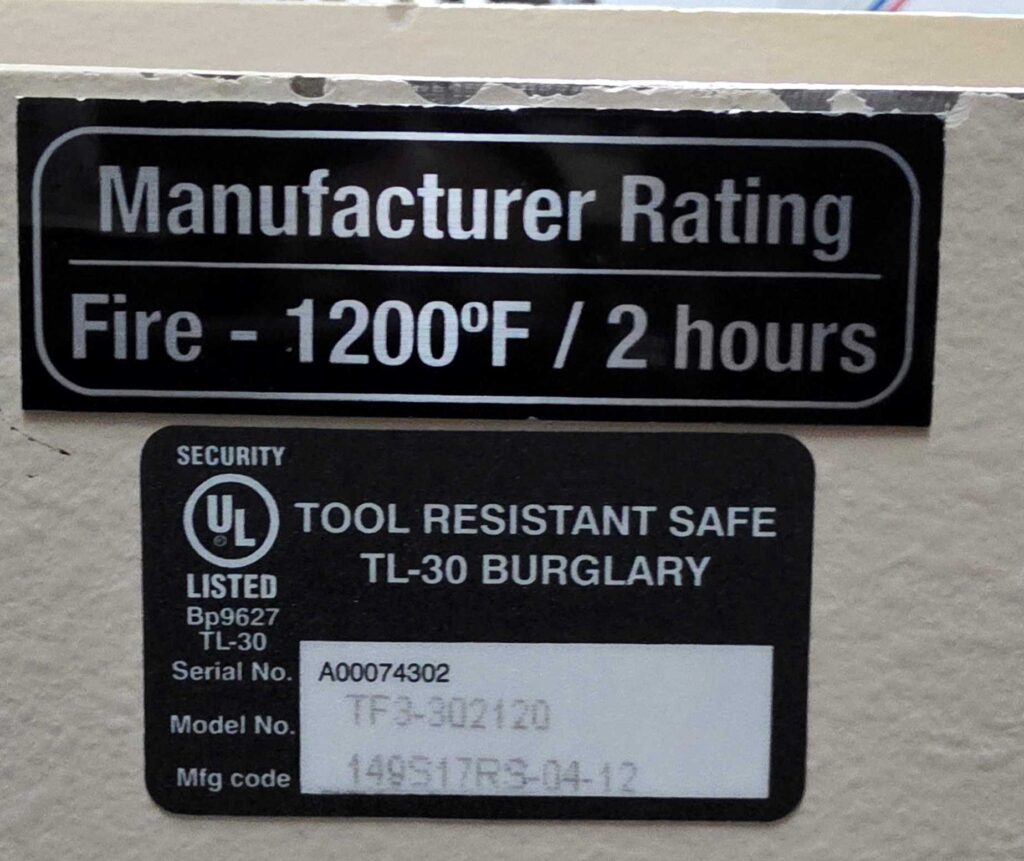 Manufacturer Rating
Fire - 1200ºF / 2 hours
SECURITY
UL
LISTED
TOOL RESISTANT SAFE
TL-30 BURGLARY
Bp9627
TL-30
Serial No. A00074302
Model No. TF3-302120
Mfg code 149S17RS-04-12